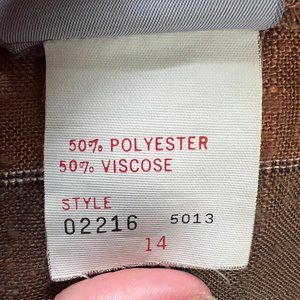 50% POLYESTER
50% VISCOSE
STYLE
02216 5013
14